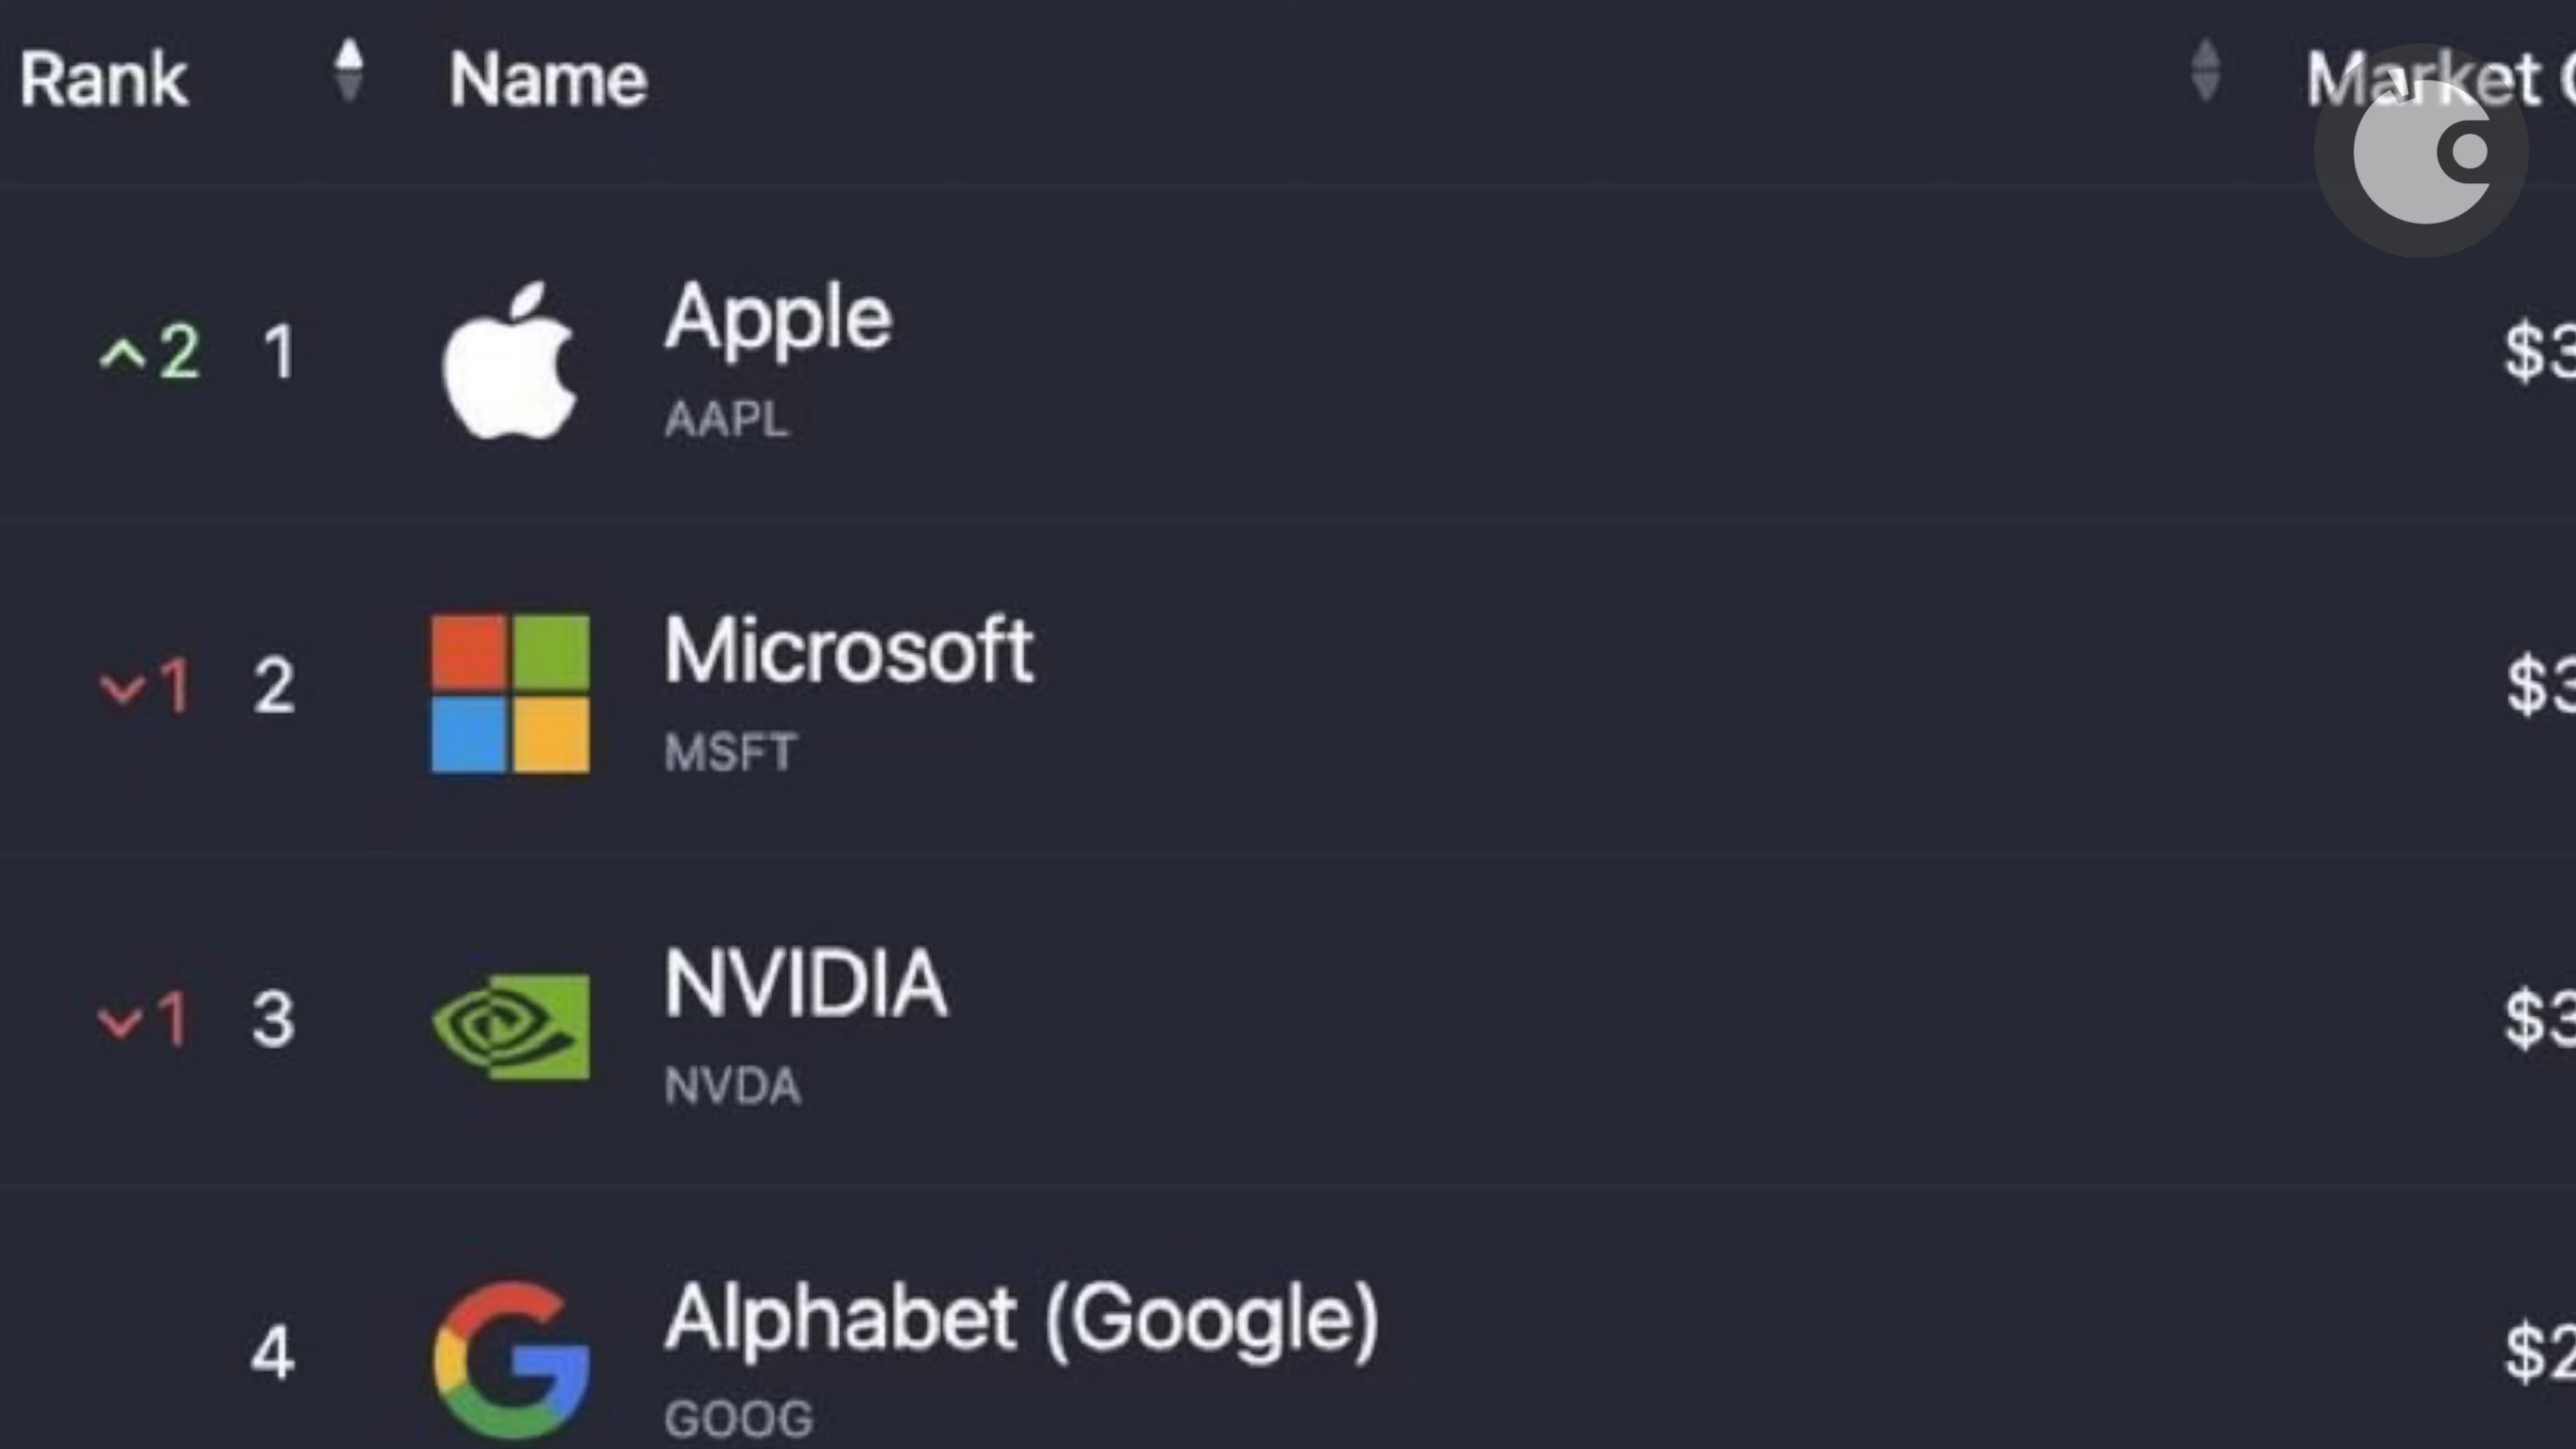 Rank Name Market
2 1 Apple $3
AAPL
1 2 Microsoft $3
MSFT
1 3 NVIDIA $3
NVDA
4 Alphabet (Google) $2
GOOG